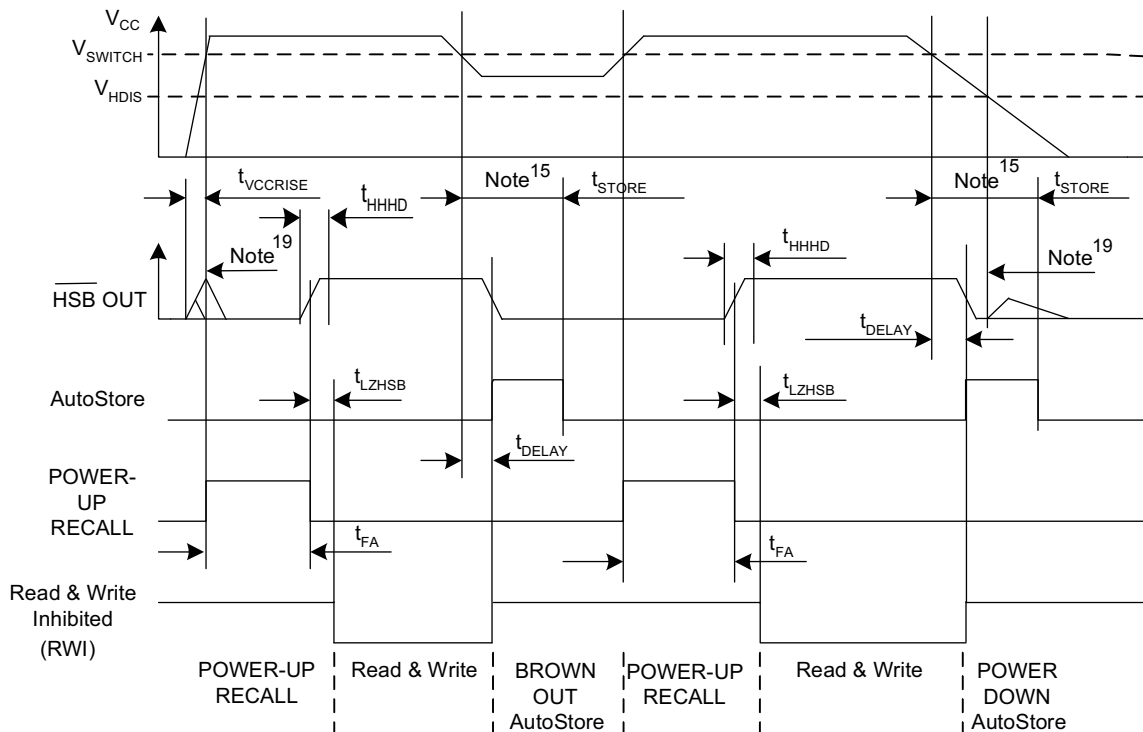 VCC
VSWITCH
VHDIS
tVCCRISE
tHHHD
Note15
tSTORE
Note15
tSTORE
Note19
tHHHD
Note19
HSB OUT
tDELAY
tLZHSB
tLZHSB
AutoStore
tDELAY
POWER-
UP
RECALL
tFA
tFA
Read & Write
Inhibited
(RWI)
POWER-UP
RECALL
Read & Write
BROWN
OUT
AutoStore
POWER-UP
RECALL
Read & Write
POWER
DOWN
AutoStore